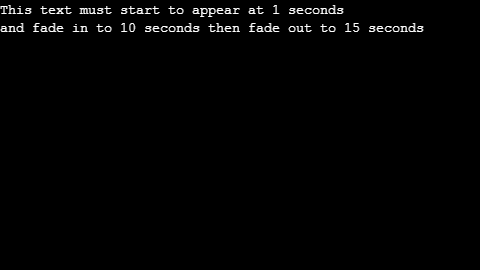 This text must start to appear at 1 seconds
and fade in to 10 seconds then fade out to 15 seconds